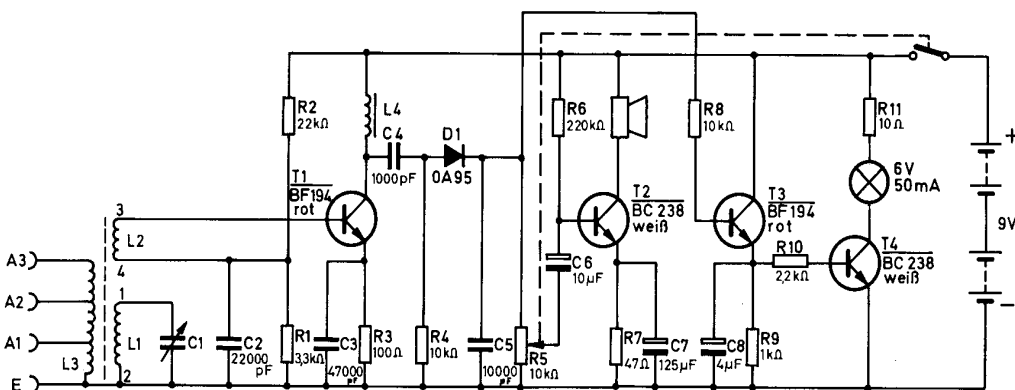 R2
22kΩ
L4
C4
1000pF
D1
OA95
T1
BF194
rot
R6
220kΩ
R8
10kΩ
R11
10Ω
6V
50mA
+
9V
−
T2
BC 238
weiß
T3
BF194
rot
R10
2,2kΩ
T4
BC 238
weiß
C6
10µF
3
L2
4
A3
A2
A1
E
L3
1
L1
2
C1
C2
22000
pF
R1
3,3kΩ
C3
47000
pF
R3
100Ω
R4
10kΩ
C5
10000
pF
R5
10kΩ
R7
47Ω
C7
125µF
C8
4µF
R9
1kΩ